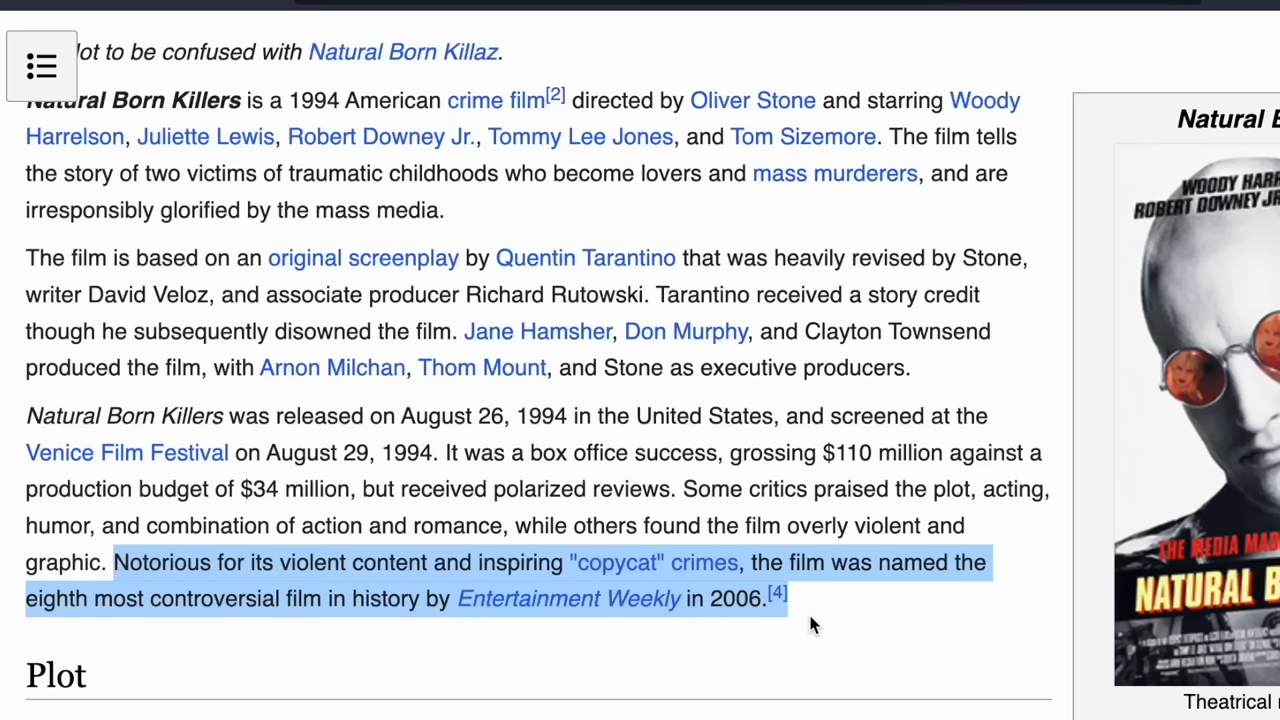 Not to be confused with Natural Born Killaz.
Natural Born Killers is a 1994 American crime film[2] directed by Oliver Stone and starring Woody
Harrelson, Juliette Lewis, Robert Downey Jr., Tommy Lee Jones, and Tom Sizemore. The film tells
the story of two victims of traumatic childhoods who become lovers and mass murderers, and are
irresponsibly glorified by the mass media.
The film is based on an original screenplay by Quentin Tarantino that was heavily revised by Stone,
writer David Veloz, and associate producer Richard Rutowski. Tarantino received a story credit
though he subsequently disowned the film. Jane Hamsher, Don Murphy, and Clayton Townsend
produced the film, with Arnon Milchan, Thom Mount, and Stone as executive producers.
Natural Born Killers was released on August 26, 1994 in the United States, and screened at the
Venice Film Festival on August 29, 1994. It was a box office success, grossing $110 million against a
production budget of $34 million, but received polarized reviews. Some critics praised the plot, acting,
humor, and combination of action and romance, while others found the film overly violent and
graphic. Notorious for its violent content and inspiring "copycat" crimes, the film was named the
eighth most controversial film in history by Entertainment Weekly in 2006.[4]
Plot
Natural
WOODY HARR
ROBERT DOWNEY JR
THE MEDIA MAD
NATURAL B
Theatrical